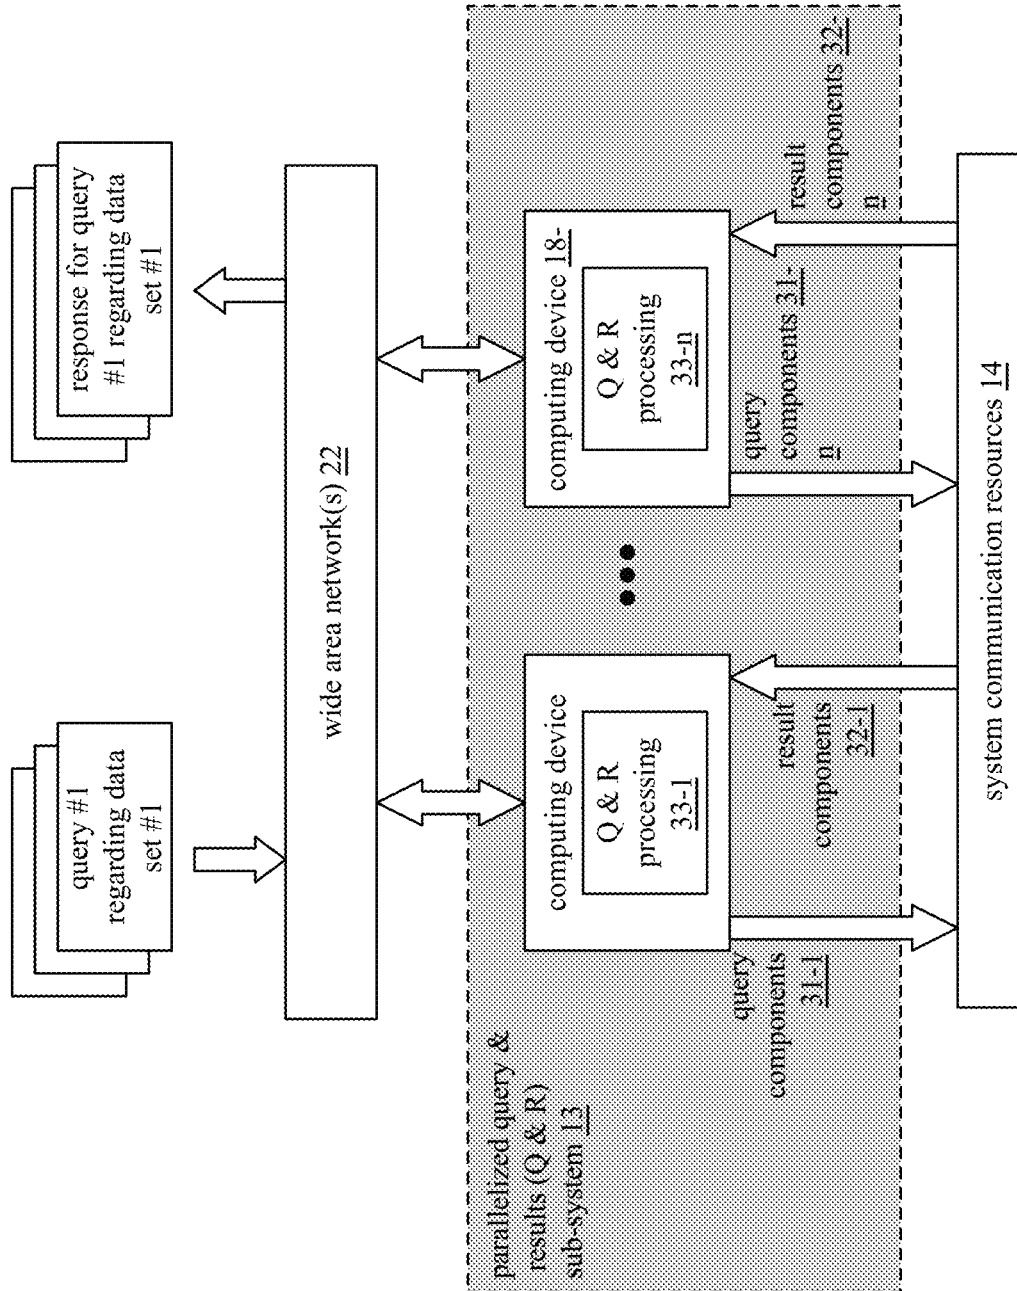 query #1
regarding data
set #1
response for query
#1 regarding data
set #1
wide area network(s) 22
parallelized query &
results (Q & R)
sub-system 13
computing device
Q & R
processing
33-1
computing device 18-
Q & R
processing
33-n
query
components
31-1
result
components
32-1
query
components 31-
n
result
components 32-
n
system communication resources 14